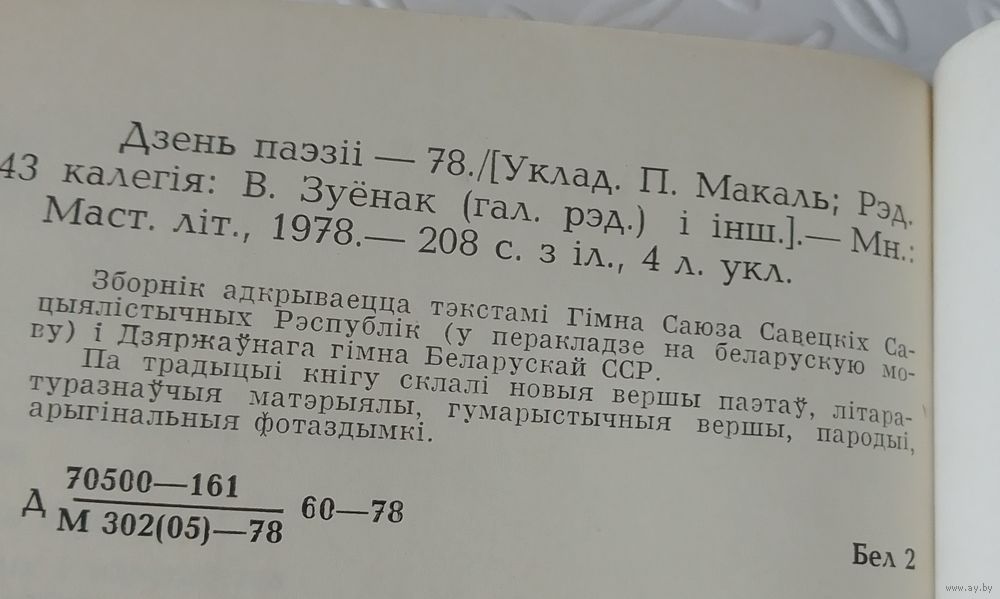 Дзень паэзіі — 78./[Уклад. П. Макаль; Рэд.
43 калегія: В. Зуёнак (гал. рэд.) і інш.].— Мн.:
Маст. літ., 1978.— 208 с. з іл., 4 л. укл.
Зборнік адкрываецца тэкстамі Гімна Саюза Савецкіх Са-
цыялістычных Рэспублік (у перакладзе на беларускую мо-
ву) і Дзяржаўнага гімна Беларускай ССР.
Па традыцыі кнігу склалі новыя вершы паэтаў, літара-
туразнаўчыя матэрыялы, гумарыстычныя вершы, пародыі,
арыгінальныя фотаздымкі.
70500—161
Д 60—78
М 302(05)—78
Бел 2
www.ay.by